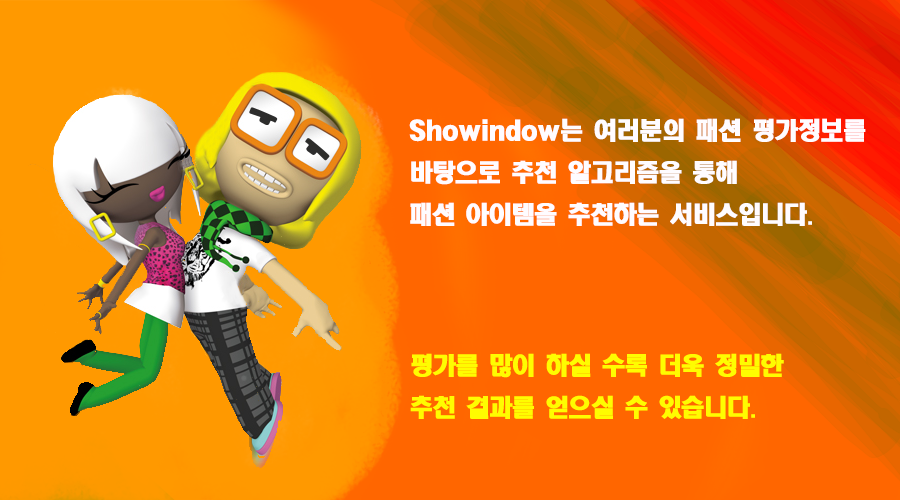 Showindow는 여러분의 패션 평가정보를
바탕으로 추천 알고리즘을 통해
패션 아이템을 추천하는 서비스입니다.
평가를 많이 하실 수록 더욱 정밀한
추천 결과를 얻으실 수 있습니다.